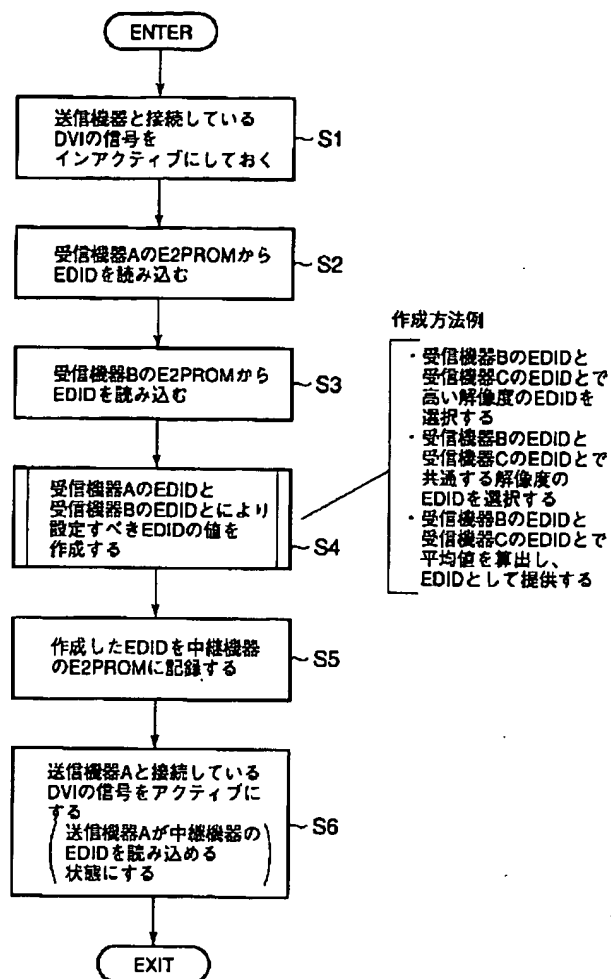 ENTER
送信機器と接続している
DVIの信号を
インアクティブにしておく
S1
受信機器AのE2PROMから
EDIDを読み込む
S2
受信機器BのE2PROMから
EDIDを読み込む
S3
受信機器AのEDIDと
受信機器BのEDIDとにより
設定すべきEDIDの値を
作成する
S4
作成方法例
・受信機器BのEDIDと
受信機器CのEDIDとで
高い解像度のEDIDを
選択する
・受信機器BのEDIDと
受信機器CのEDIDとで
共通する解像度の
EDIDを選択する
・受信機器BのEDIDと
受信機器CのEDIDとで
平均値を算出し、
EDIDとして提供する
作成したEDIDを中継機器
のE2PROMに記録する
S5
送信機器Aと接続している
DVIの信号をアクティブに
する
(送信機器Aが中継機器の
EDIDを読み込める
状態にする)
S6
EXIT